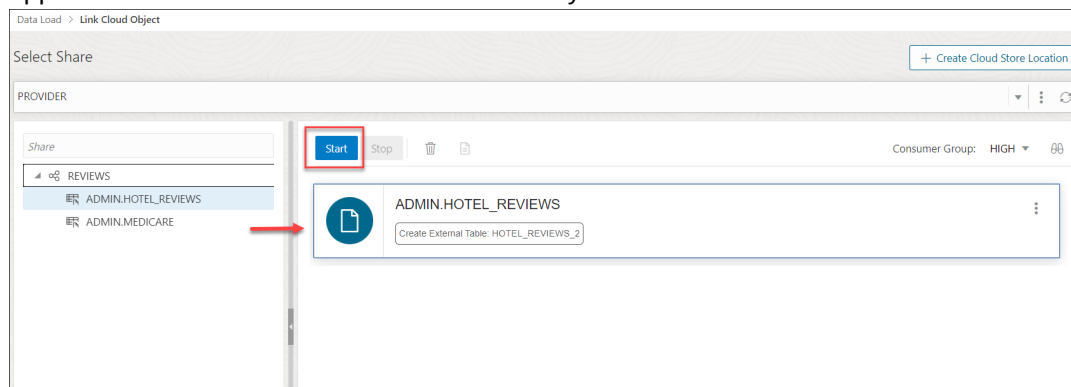 Data Load > Link Cloud Object
Select Share
+ Create Cloud Store Location
PROVIDER
Share
REVIEWS
ADMIN.HOTEL_REVIEWS
ADMIN.MEDICARE
Start Stop
Consumer Group: HIGH
ADMIN.HOTEL_REVIEWS
Create External Table: HOTEL_REVIEWS_2